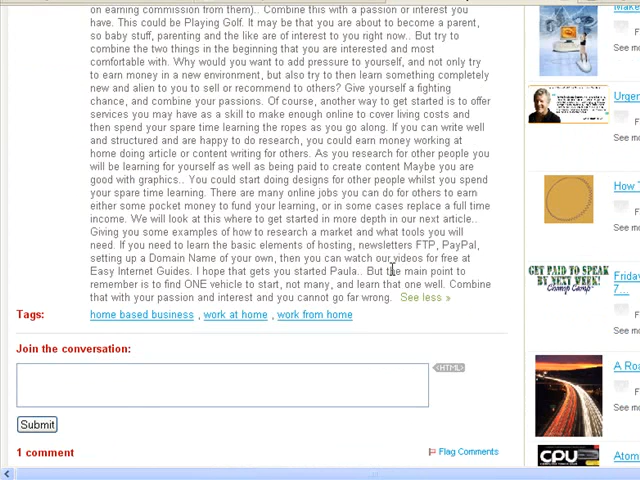 on earning commission from them).. Combine this with a passion or interest you
have. This could be Playing Golf. It may be that you are about to become a parent,
so baby stuff, parenting and the like are of interest to you right now.. But try to
combine the two things in the beginning that you are interested and most
comfortable with. Why would you want to add pressure to yourself, and not only try
to earn money in a new environment, but also try to then learn something completely
new and alien to you to sell or recommend to others? Give yourself a fighting
chance, and combine your passions. Of course, another way to get started is to offer
services you may have as a skill to make enough online to cover living costs and
then spend your spare time learning the ropes as you go along. If you can write well
and structured and are happy to do research, you could earn money working at
home doing article or content writing for others. As you research for other people you
will be learning for yourself as well as being paid to create content Maybe you are
good with graphics.. You could start doing designs for other people whilst you spend
your spare time learning. There are many online jobs you can do for others to earn
either some pocket money to fund your learning, or in some cases replace a full time
income. We will look at this where to get started in more depth in our next article..
Giving you some examples of how to research a market and what tools you will
need. If you need to learn the basic elements of hosting, newsletters FTP, PayPal,
setting up a Domain Name of your own, then you can watch our videos for free at
Easy Internet Guides. I hope that gets you started Paula.. But the main point to
remember is to find ONE vehicle to start, not many, and learn that one well. Combine
that with your passion and interest and you cannot go far wrong. See less »
Tags: home based business , work at home , work from home
Join the conversation:
<HTML>
Submit
1 comment
Flag Comments
Make
See mo
Urgen
See mo
How T
See mo
GET PAID TO SPEAK
BY NEXT WEEK!
Champ Camp
Friday
7...
See mo
A Roa
See mo
CPU
Atom